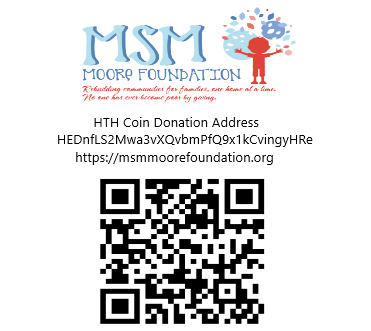 MSM
MOORE FOUNDATION
Rebuilding communities for families, one home at a time.
No one has ever become poor by giving.
HTH Coin Donation Address
HEDnfLS2Mwa3vXQvbmPfQ9x1kCvingyHRe
https://msmmoorefoundation.org